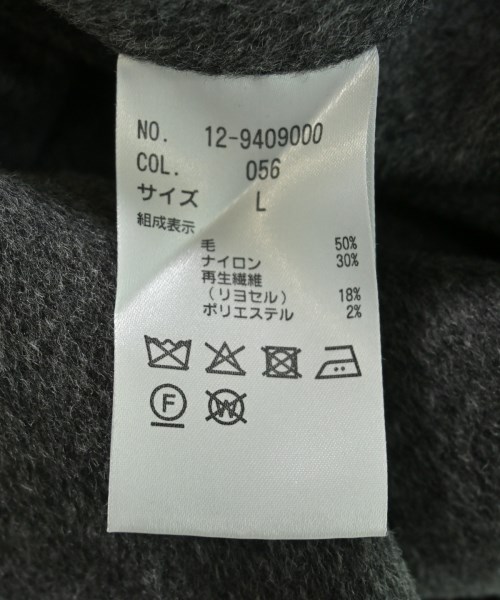 NO. 12-9409000
COL. 056
サイズ L
組成表示
毛 50%
ナイロン 30%
再生繊維
(リヨセル) 18%
ポリエステル 2%
F W